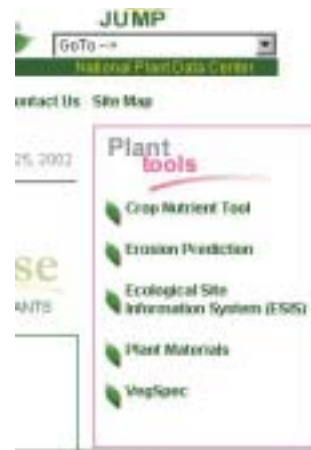 JUMP
GoTo-->
National Plant Data Center
ontact Us Site Map
25, 2002
Plant
tools
Crop Nutrient Tool
Erosion Prediction
se
Ecological Site
Information System (ESIS)
ANTS
Plant Materials
VegSpec